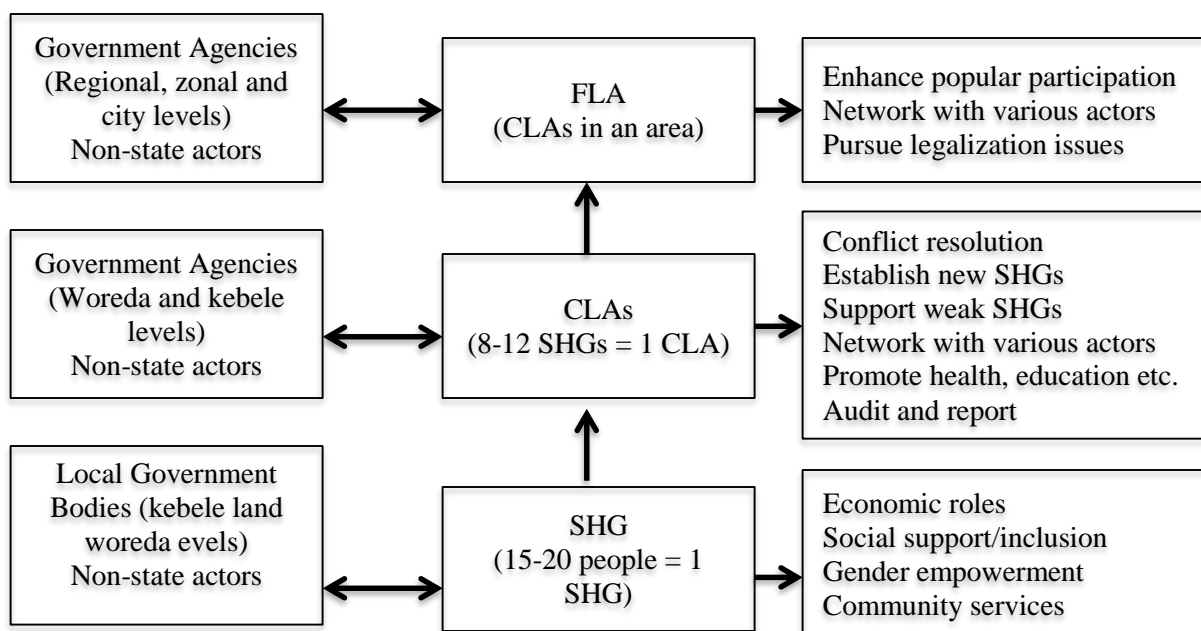 Government Agencies
(Regional, zonal and
city levels)
Non-state actors
FLA
(CLAs in an area)
Enhance popular participation
Network with various actors
Pursue legalization issues
Government Agencies
(Woreda and kebele
levels)
Non-state actors
CLAs
(8-12 SHGs = 1 CLA)
Conflict resolution
Establish new SHGs
Support weak SHGs
Network with various actors
Promote health, education etc.
Audit and report
Local Government
Bodies (kebele land
woreda evels)
Non-state actors
SHG
(15-20 people = 1
SHG)
Economic roles
Social support/inclusion
Gender empowerment
Community services